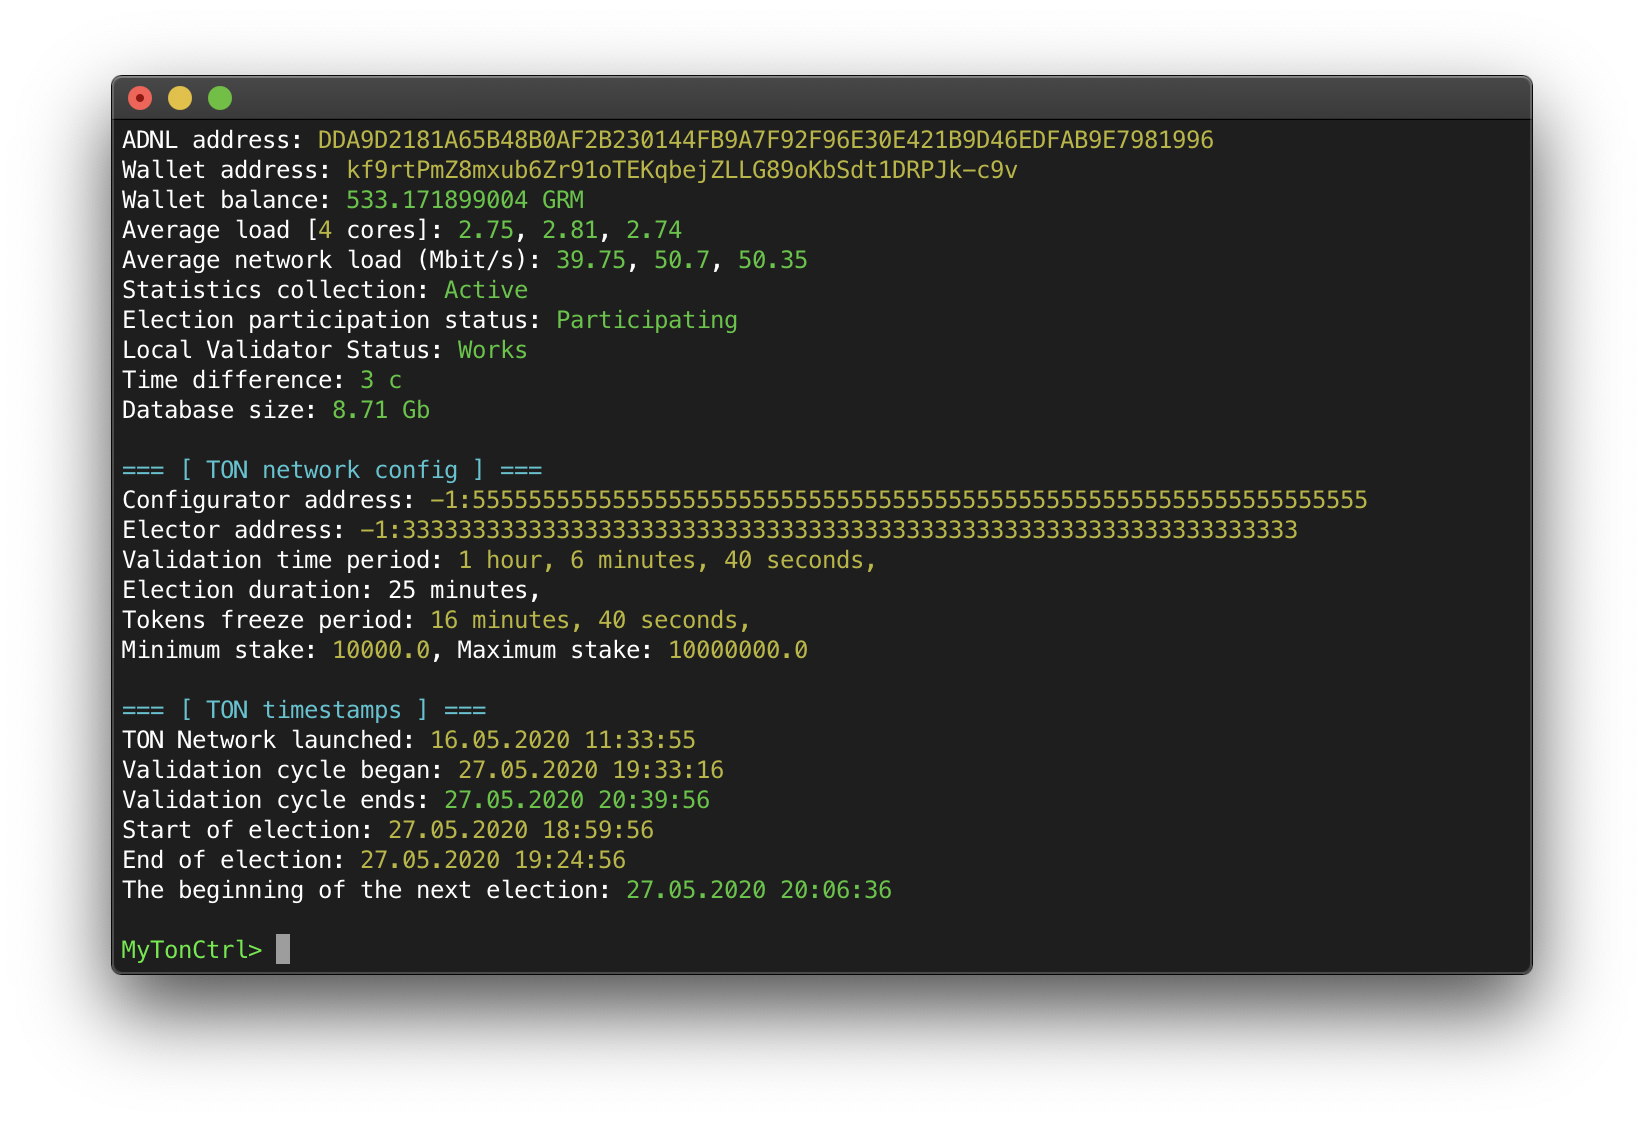 ADNL address: DDA9D2181A65B48B0AF2B230144FB9A7F92F96E30E421B9D46EDFAB9E7981996
Wallet address: kf9rtPmZ8mxub6Zr91oTEKqbejZLLG89oKbSdt1DRPJk-c9v
Wallet balance: 533.171899004 GRM
Average load [4 cores]: 2.75, 2.81, 2.74
Average network load (Mbit/s): 39.75, 50.7, 50.35
Statistics collection: Active
Election participation status: Participating
Local Validator Status: Works
Time difference: 3 c
Database size: 8.71 Gb
=== [ TON network config ] ===
Configurator address: -1:5555555555555555555555555555555555555555555555555555555555555555
Elector address: -1:3333333333333333333333333333333333333333333333333333333333333333
Validation time period: 1 hour, 6 minutes, 40 seconds,
Election duration: 25 minutes,
Tokens freeze period: 16 minutes, 40 seconds,
Minimum stake: 10000.0, Maximum stake: 10000000.0
=== [ TON timestamps ] ===
TON Network launched: 16.05.2020 11:33:55
Validation cycle began: 27.05.2020 19:33:16
Validation cycle ends: 27.05.2020 20:39:56
Start of election: 27.05.2020 18:59:56
End of election: 27.05.2020 19:24:56
The beginning of the next election: 27.05.2020 20:06:36
MyTonCtrl>